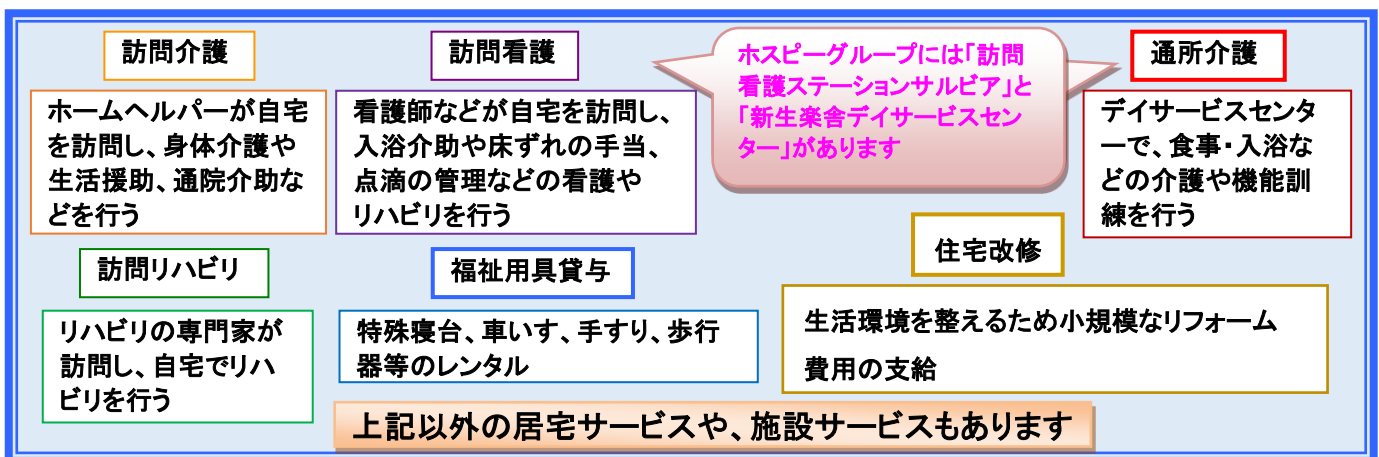 訪問介護
ホームヘルパーが自宅
を訪問し、身体介護や
生活援助、通院介助な
どを行う
訪問看護
看護師などが自宅を訪問し、
入浴介助や床ずれの手当、
点滴の管理などの看護や
リハビリを行う
ホスピーグループには「訪問
看護ステーションサルビア」と
「新生楽舎デイサービスセン
ター」があります
通所介護
デイサービスセンタ
ーで、食事・入浴な
どの介護や機能訓
練を行う
訪問リハビリ
リハビリの専門家が
訪問し、自宅でリハ
ビリを行う
福祉用具貸与
特殊寝台、車いす、手すり、歩行
器等のレンタル
住宅改修
生活環境を整えるため小規模なリフォーム
費用の支給
上記以外の居宅サービスや、施設サービスもあります